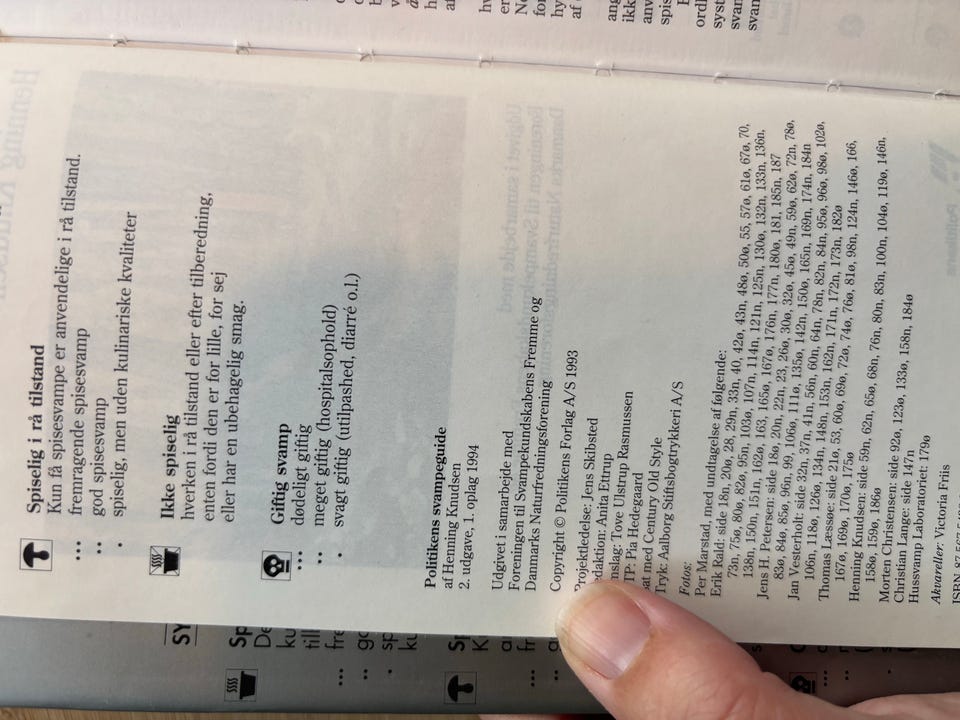 Spiselig i rå tilstand
Kun få spisesvampe er anvendelige i rå tilstand.
••• fremragende spisesvamp
•• god spisesvamp
• spiselig, men uden kulinariske kvaliteter
Ikke spiselig
hverken i rå tilstand eller efter tilberedning,
enten fordi den er for lille, for sej
eller har en ubehagelig smag.
Giftig svamp
••• dødeligt giftig
•• meget giftig (hospitalsophold)
• svagt giftig (utilpashed, diarré o.l.)
Politikens svampeguide
af Henning Knudsen
2. udgave, 1. oplag 1994
Udgivet i samarbejde med
Foreningen til Svampekundskabens Fremme og
Danmarks Naturfredningsforening
Copyright © Politikens Forlag A/S 1993
Projektledelse: Jens Skibsted
edaktion: Anita Etrup
nslag: Tove Ulstrup Rasmussen
TP: Pia Hedegaard
at med Century Old Style
Tryk: Aalborg Stiftsbogtrykkeri A/S
Fotos:
Per Marstad, med undtagelse af følgende:
Erik Rald: side 18n, 20ø, 28, 29n, 33n, 40, 42ø, 43n, 48ø, 50ø, 55, 57ø, 61ø, 67ø, 70,
73n, 75ø, 80ø, 82ø, 95n, 103ø, 107n, 114n, 121n, 125n, 130ø, 132n, 133n, 136n,
138n, 150n, 151n, 162ø, 163, 165ø, 167ø, 176n, 177n, 180ø, 181, 185n, 187
Jens H. Petersen: side 18ø, 20n, 22n, 23, 26ø, 30ø, 32ø, 45ø, 49n, 59ø, 62ø, 72n, 78ø,
83ø, 84ø, 85ø, 96n, 99, 106ø, 111ø, 135ø, 142n, 150ø, 165n, 169n, 174n, 184n
Jan Vesterholt: side 32n, 37n, 41n, 56n, 60n, 64n, 78n, 82n, 84n, 95ø, 96ø, 98ø, 102ø,
106n, 118ø, 126ø, 134n, 148n, 153n, 162n, 171n, 172n, 173n, 182ø
Thomas Læssøe: side 21ø, 53, 60ø, 69ø, 72ø, 74ø, 76ø, 81ø, 98n, 124n, 146ø, 166,
167ø, 169ø, 170ø, 175ø
Henning Knudsen: side 59n, 62n, 65ø, 68n, 76n, 80n, 83n, 100n, 104ø, 119ø, 146n,
158ø, 159n, 186ø
Morten Christensen: side 92ø, 123ø, 133ø, 158n, 184ø
Christian Lange: side 147n
Hussvamp Laboratoriet: 179ø
Akvareller: Victoria Friis